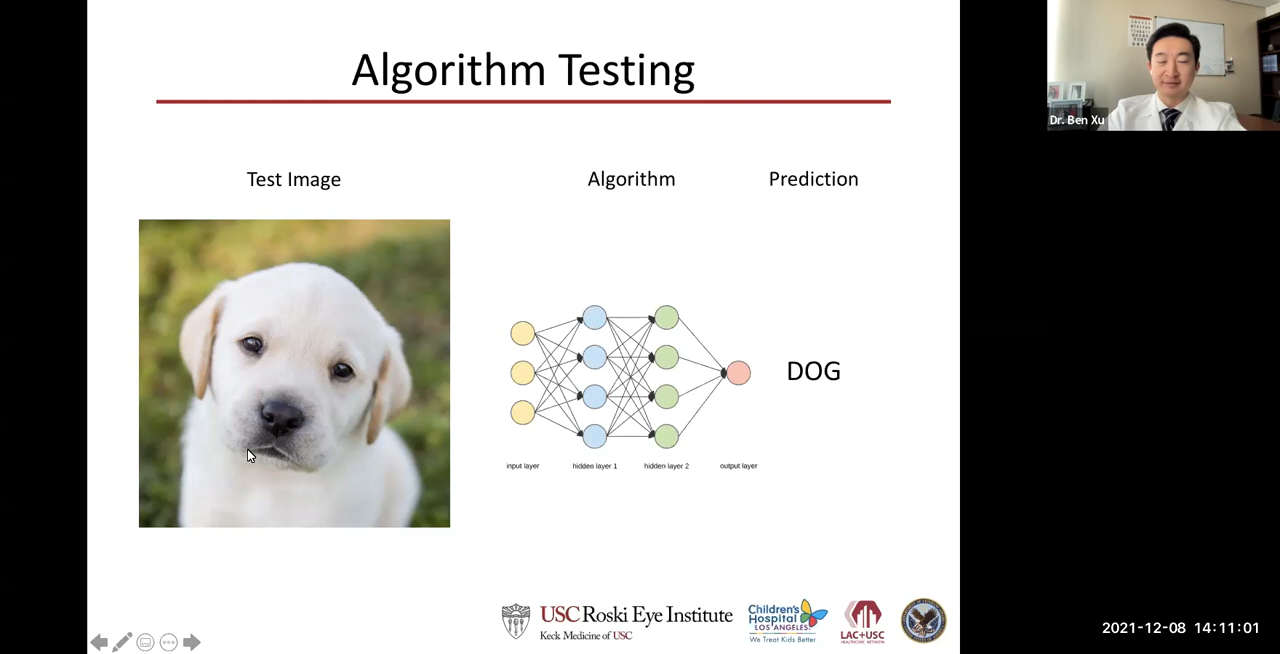 Algorithm Testing
Test Image
Algorithm
Prediction
DOG
input layer
hidden layer 1
hidden layer 2
output layer
USC Roski Eye Institute
Keck Medicine of USC
Children's
Hospital
LOS ANGELES
We Treat Kids Better
LAC+USC
HEALTHCARE NETWORK
Dr. Ben Xu
2021-12-08 14:11:01